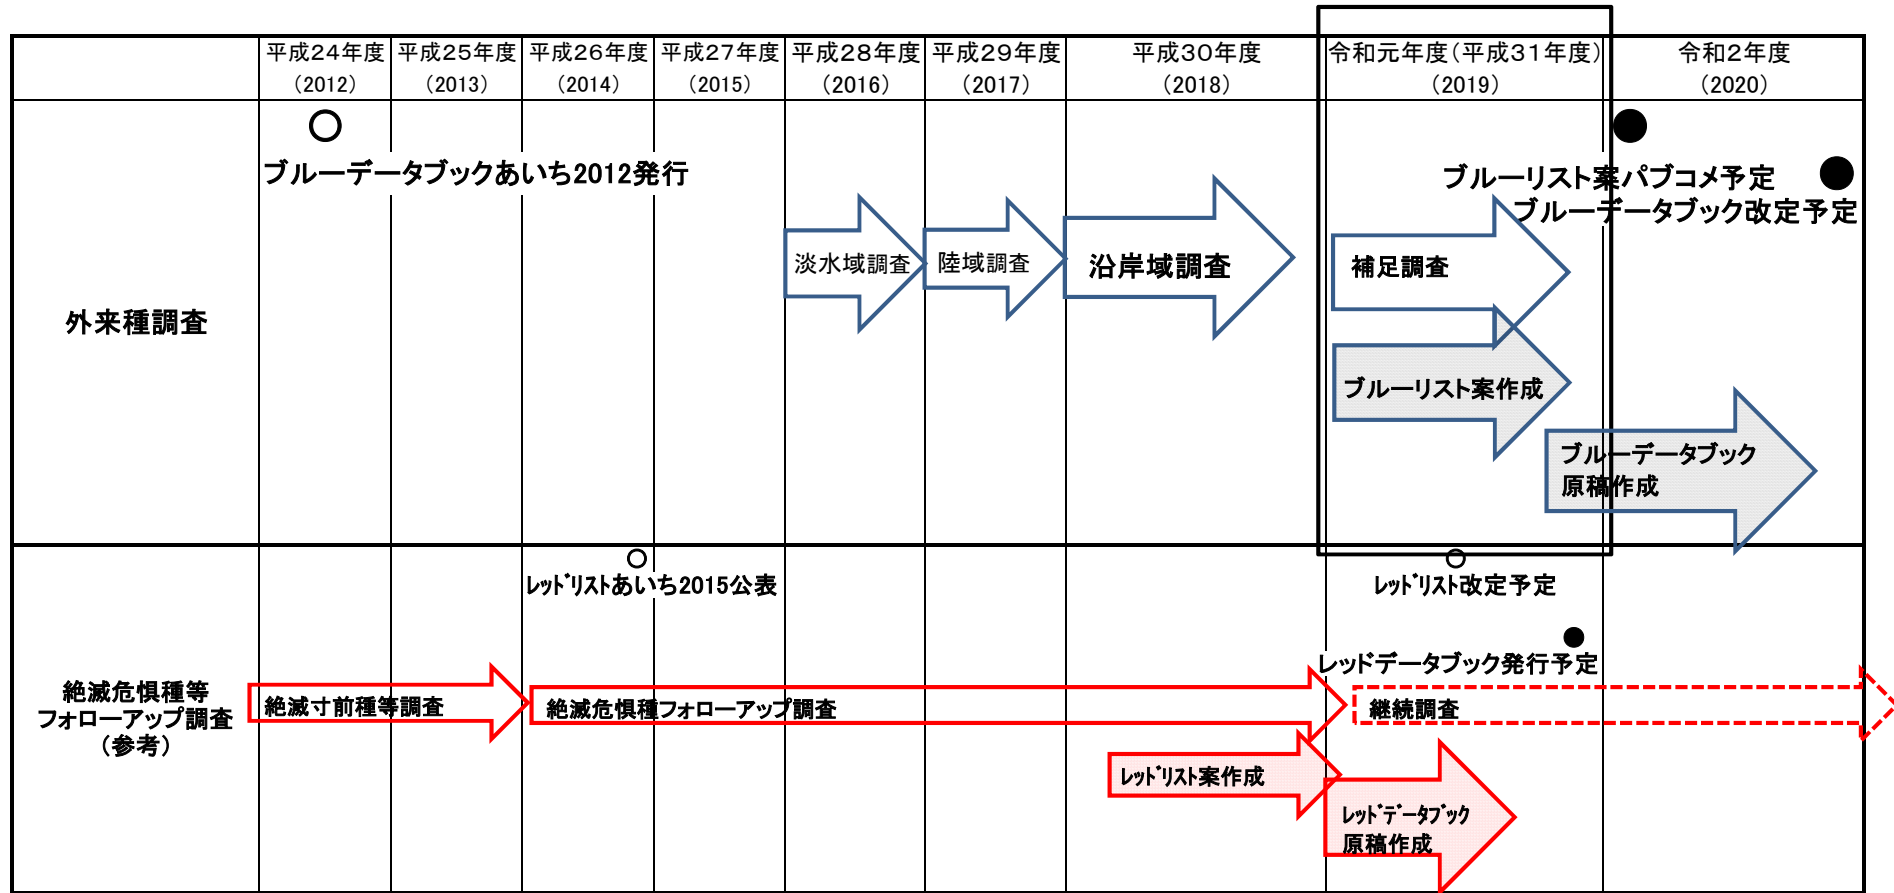 平成24年度
(2012)
平成25年度
(2013)
平成26年度
(2014)
平成27年度
(2015)
平成28年度
(2016)
平成29年度
(2017)
平成30年度
(2018)
令和元年度(平成31年度)
(2019)
令和2年度
(2020)
外来種調査
ブルーデータブックあいち2012発行
淡水域調査
陸域調査
沿岸域調査
ブルーリスト案パブコメ予定
ブルーデータブック改定予定
補足調査
ブルーリスト案作成
ブルーデータブック
原稿作成
絶滅危惧種等
フォローアップ調査
(参考)
レッドリストあいち2015公表
レッドリスト改定予定
レッドデータブック発行予定
絶滅寸前種等調査
絶滅危惧種フォローアップ調査
継続調査
レッドリスト案作成
レッドデータブック
原稿作成